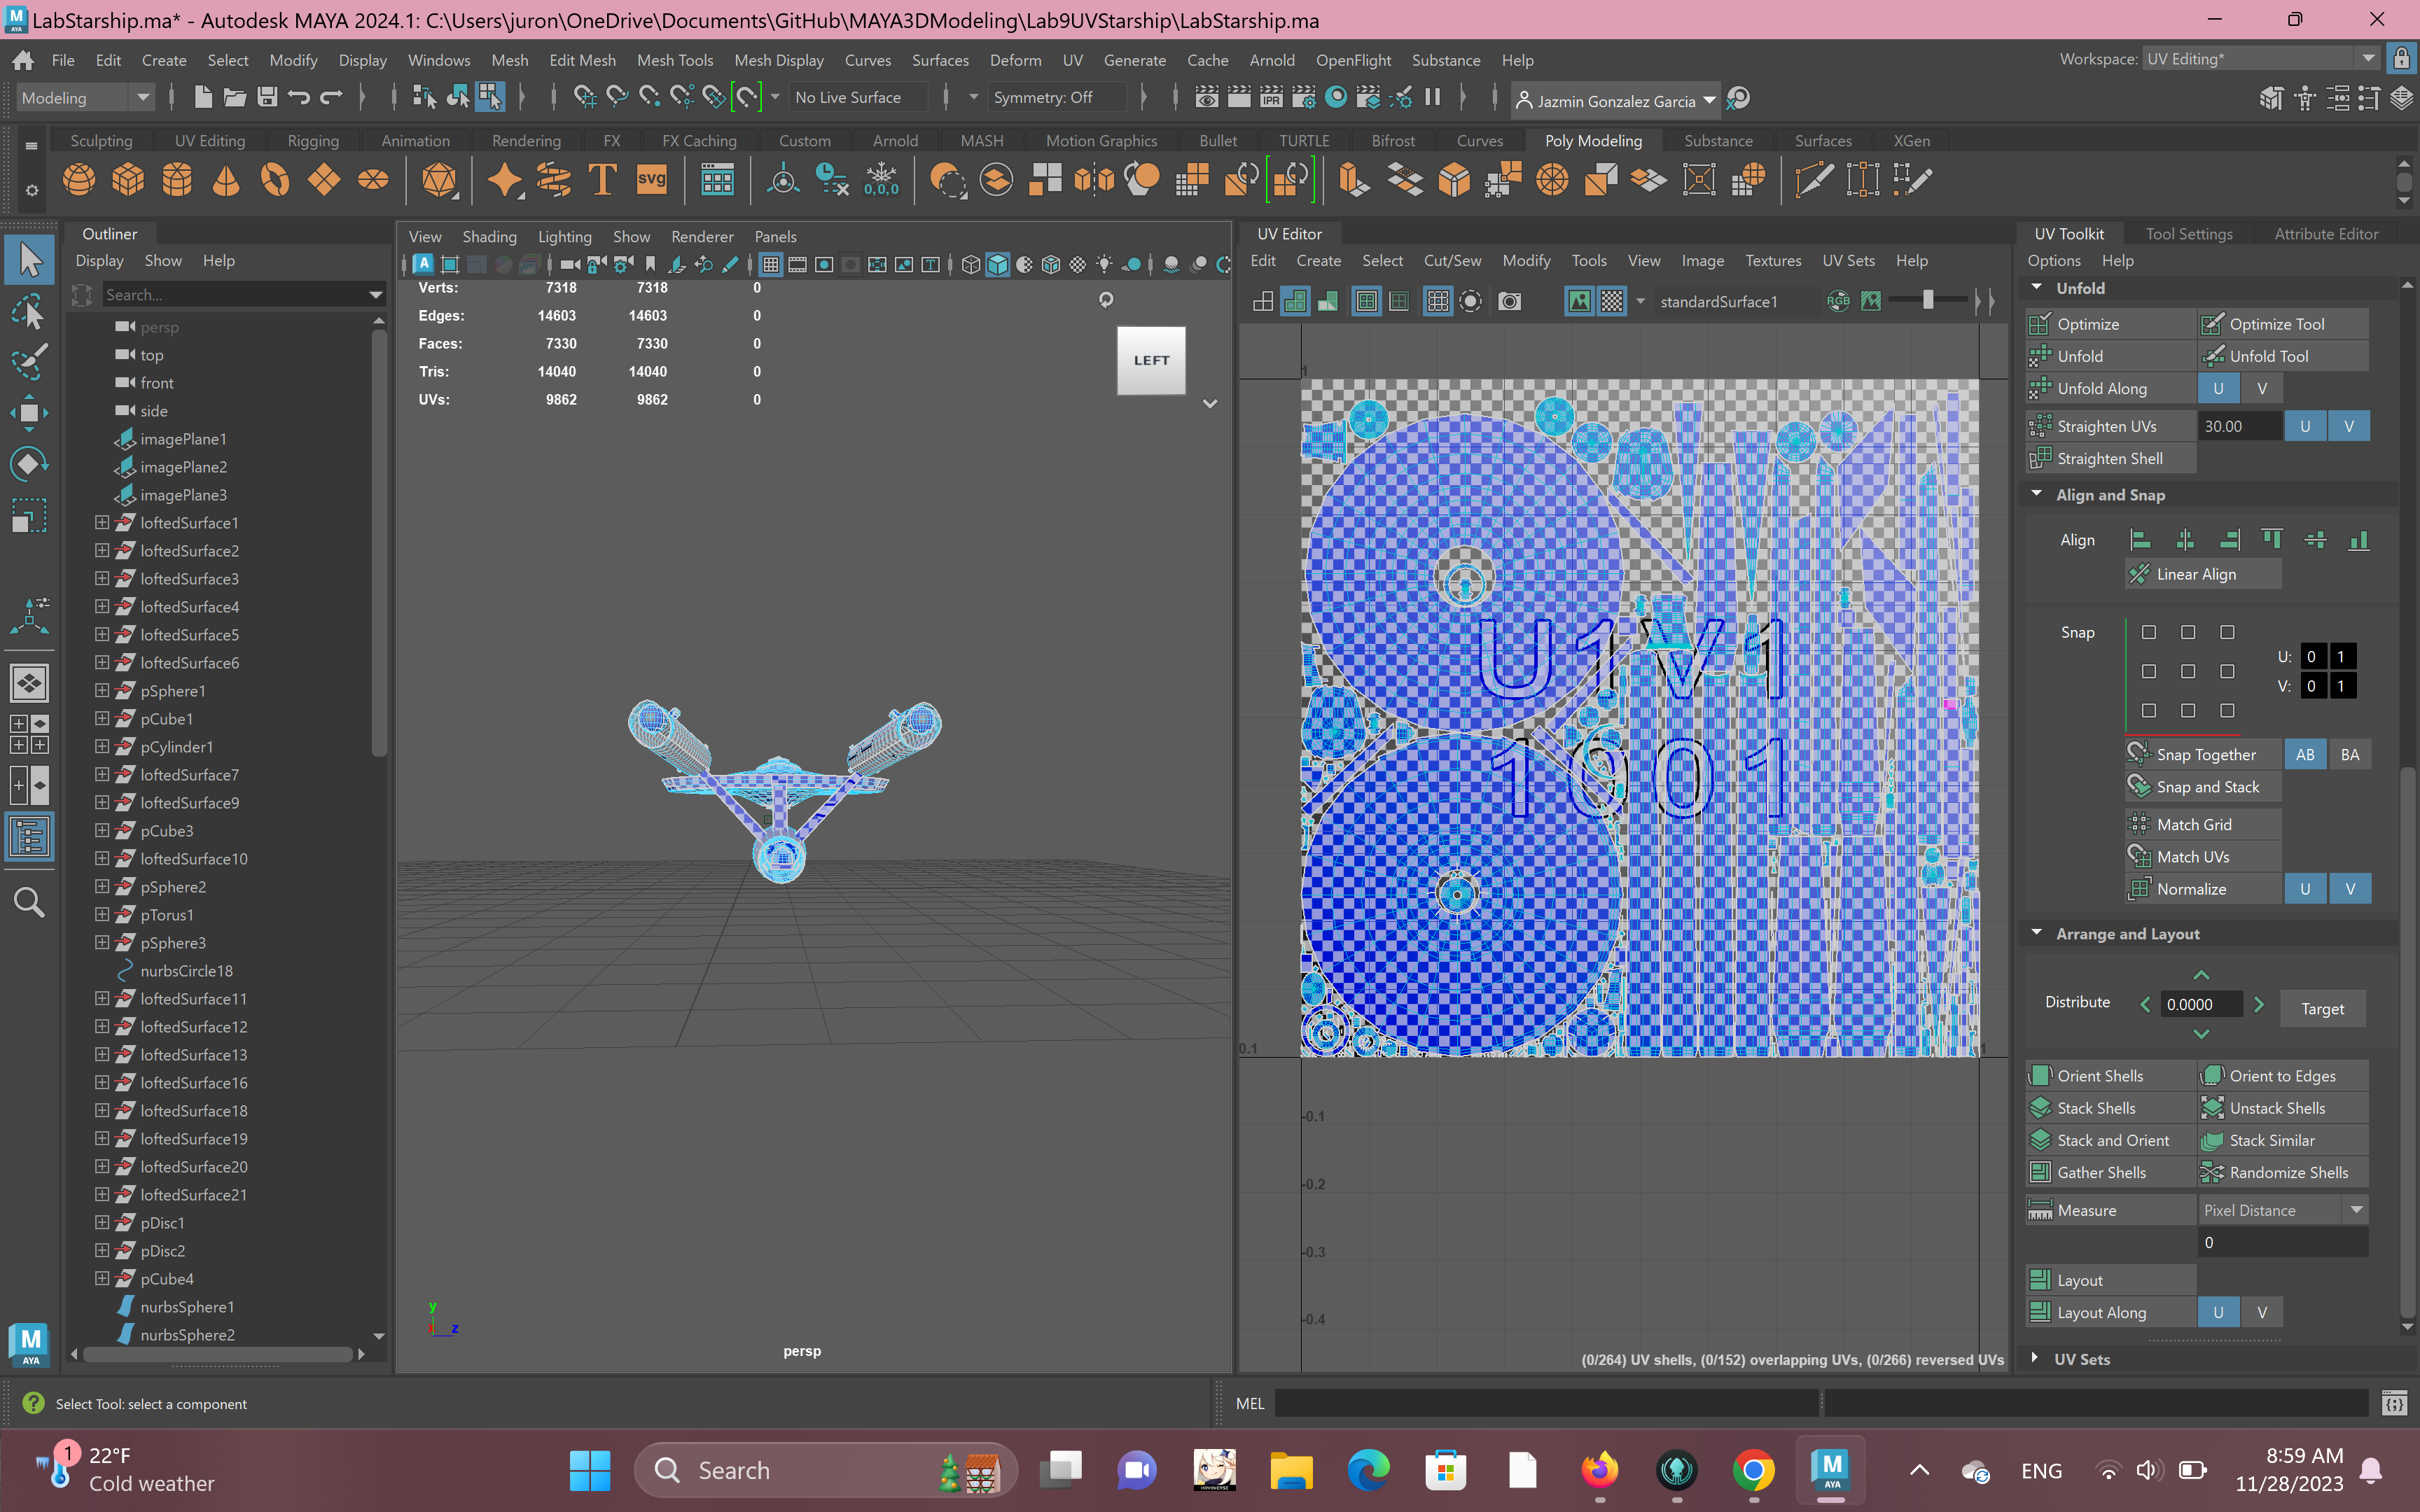 LabStarship.ma* - Autodesk MAYA 2024.1: C:\Users\juron\OneDrive\Documents\GitHub\MAYA3DModeling\Lab9UVStarship\LabStarship.ma
File Edit Create Select Modify Display Windows Mesh Edit Mesh Mesh Tools Mesh Display Curves Surfaces Deform UV Generate Cache Arnold OpenFlight Substance Help
Workspace: UV Editing*
Modeling
No Live Surface
Symmetry: Off
IPR
Jazmin Gonzalez Garcia
Sculpting UV Editing Rigging Animation Rendering FX FX Caching Custom Arnold MASH Motion Graphics Bullet TURTLE Bifrost Curves Poly Modeling Substance Surfaces XGen
T
svg
0,0,0
Outliner
Display Show Help
Search...
persp
top
front
side
imagePlane1
imagePlane2
imagePlane3
loftedSurface1
loftedSurface2
loftedSurface3
loftedSurface4
loftedSurface5
loftedSurface6
pSphere1
pCube1
pCylinder1
loftedSurface7
loftedSurface9
pCube3
loftedSurface10
pSphere2
pTorus1
pSphere3
nurbsCircle18
loftedSurface11
loftedSurface12
loftedSurface13
loftedSurface16
loftedSurface18
loftedSurface19
loftedSurface20
loftedSurface21
pDisc1
pDisc2
pCube4
nurbsSphere1
nurbsSphere2
View Shading Lighting Show Renderer Panels
Verts: 7318 7318 0
Edges: 14603 14603 0
Faces: 7330 7330 0
Tris: 14040 14040 0
UVs: 9862 9862 0
LEFT
y
z
persp
UV Editor
Edit Create Select Cut/Sew Modify Tools View Image Textures UV Sets Help
standardSurface1
RGB
1
U1V1
1001
0.1
1
-0.1
-0.2
-0.3
-0.4
(0/264) UV shells, (0/152) overlapping UVs, (0/266) reversed UVs
UV Toolkit Tool Settings Attribute Editor
Options Help
Unfold
Optimize Optimize Tool
Unfold Unfold Tool
Unfold Along U V
Straighten UVs 30.00 U V
Straighten Shell
Align and Snap
Align
Linear Align
Snap
U: 0 1
V: 0 1
Snap Together AB BA
Snap and Stack
Match Grid
Match UVs
Normalize U V
Arrange and Layout
Distribute 0.0000 Target
Orient Shells Orient to Edges
Stack Shells Unstack Shells
Stack and Orient Stack Similar
Gather Shells Randomize Shells
Measure Pixel Distance
0
Layout
Layout Along U V
UV Sets
M
AYA
Select Tool: select a component
MEL
1
22°F
Cold weather
Search
ENG
8:59 AM
11/28/2023